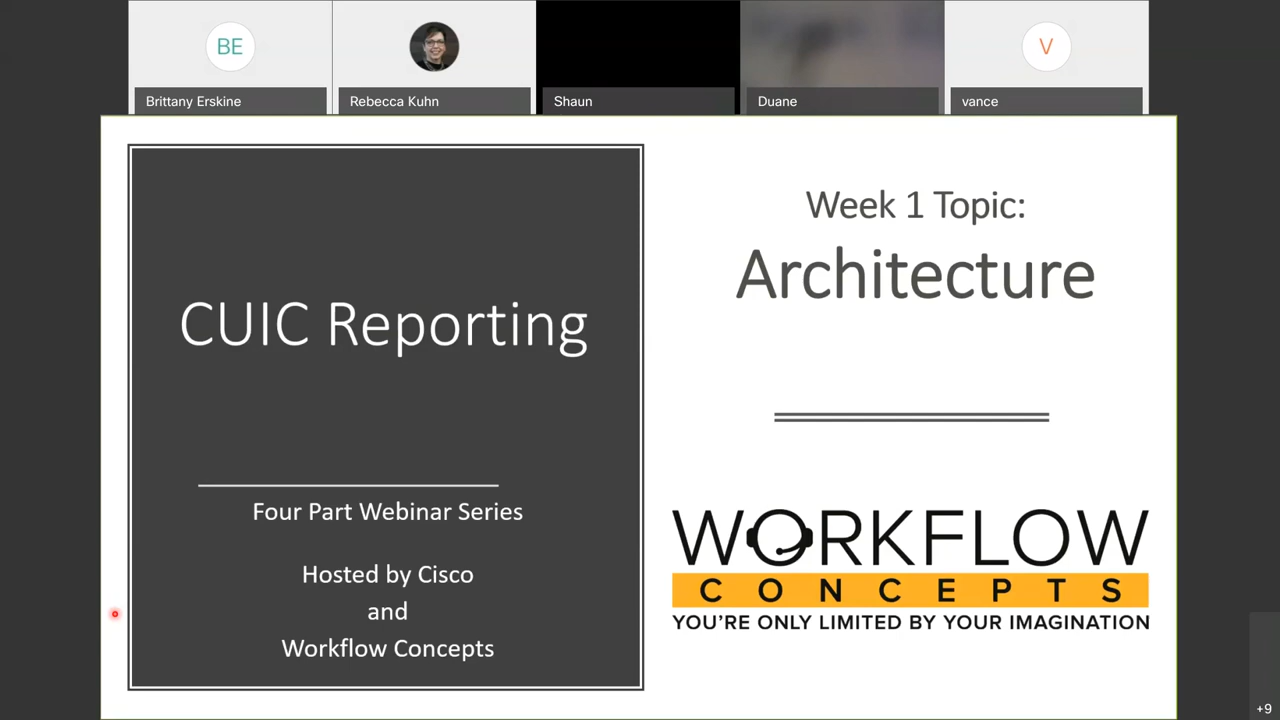 BE
V
Brittany Erskine
Rebecca Kuhn
Shaun
Duane
vance
CUIC Reporting
Four Part Webinar Series
Hosted by Cisco
and
Workflow Concepts
Week 1 Topic:
Architecture
WORKFLOW
CONCEPTS
YOU'RE ONLY LIMITED BY YOUR IMAGINATION
+9